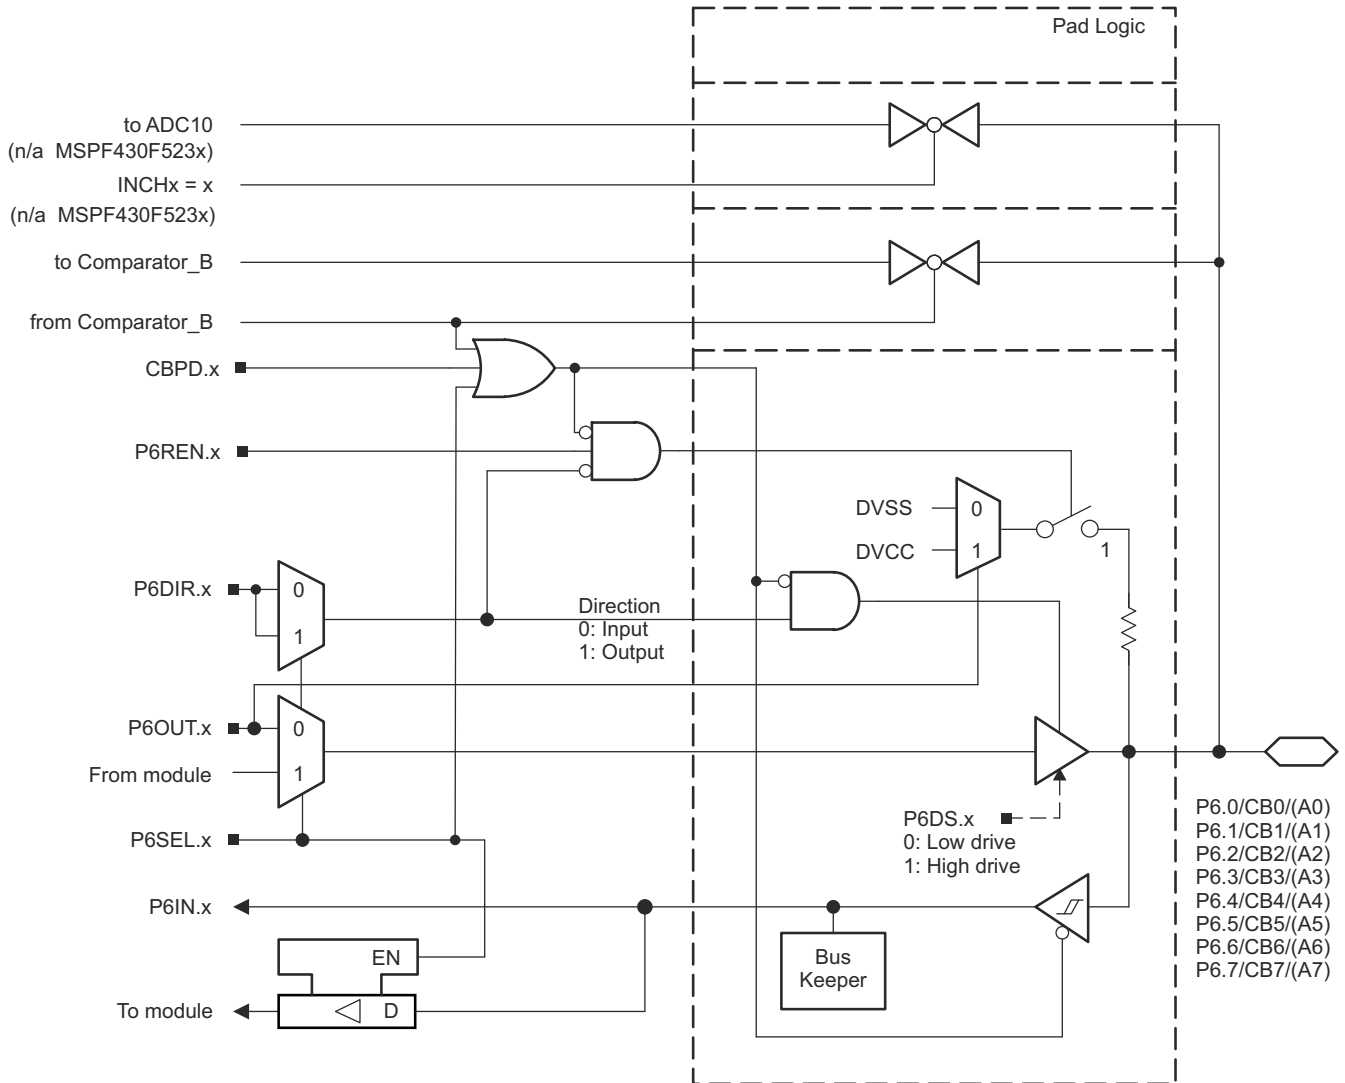 Pad Logic
to ADC10
(n/a MSPF430F523x)
INCHx = x
(n/a MSPF430F523x)
to Comparator_B
from Comparator_B
CBPD.x
P6REN.x
DVSS
0
DVCC
1
1
P6DIR.x
0
1
Direction
0: Input
1: Output
P6OUT.x
0
From module
1
P6SEL.x
P6DS.x
0: Low drive
1: High drive
P6.0/CB0/(A0)
P6.1/CB1/(A1)
P6.2/CB2/(A2)
P6.3/CB3/(A3)
P6.4/CB4/(A4)
P6.5/CB5/(A5)
P6.6/CB6/(A6)
P6.7/CB7/(A7)
P6IN.x
EN
Bus
Keeper
To module
D